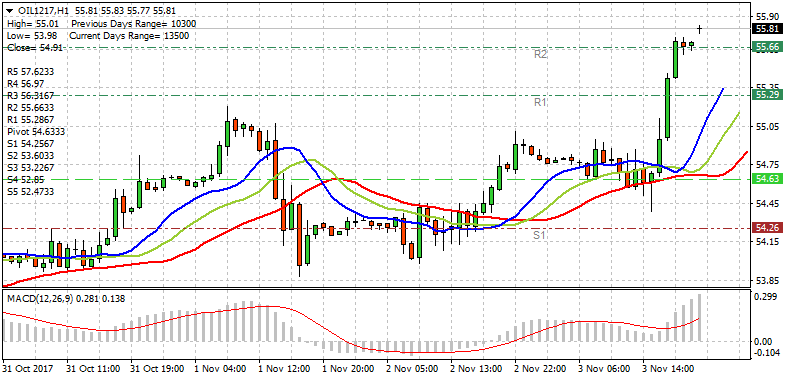 OIL1217,H1 55.81 55.83 55.77 55.81
High= 55.01 Previous Days Range= 10300
Low= 53.98 Current Days Range= 13500
Close= 54.91
R5 57.6233
R4 56.97
R3 56.3167
R2 55.6633
R1 55.2867
Pivot 54.6333
S1 54.2567
S2 53.6033
S3 53.2267
S4 52.85
S5 52.4733
R2
R1
S1
55.90
55.81
55.66
55.35
55.29
55.05
54.75
54.63
54.45
54.26
54.15
53.85
MACD(12,26,9) 0.281 0.138
0.299
0.00
-0.104
31 Oct 2017
31 Oct 11:00
31 Oct 19:00
1 Nov 04:00
1 Nov 12:00
1 Nov 20:00
2 Nov 05:00
2 Nov 13:00
2 Nov 22:00
3 Nov 06:00
3 Nov 14:00